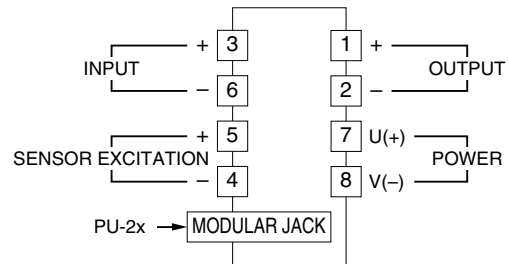 + 3 1 +
INPUT OUTPUT
– 6 2 –
+ 5 7 U(+)
SENSOR EXCITATION POWER
– 4 8 V(–)
PU-2x MODULAR JACK